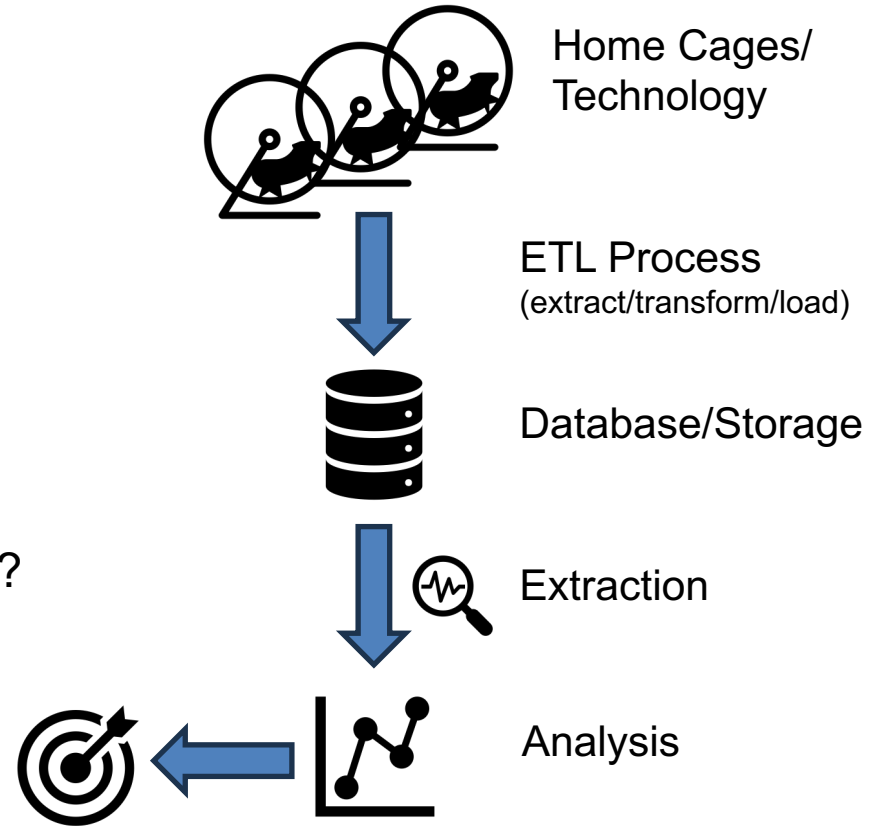 Home Cages/
Technology
ETL Process
(extract/transform/load)
Database/Storage
?
Extraction
Analysis